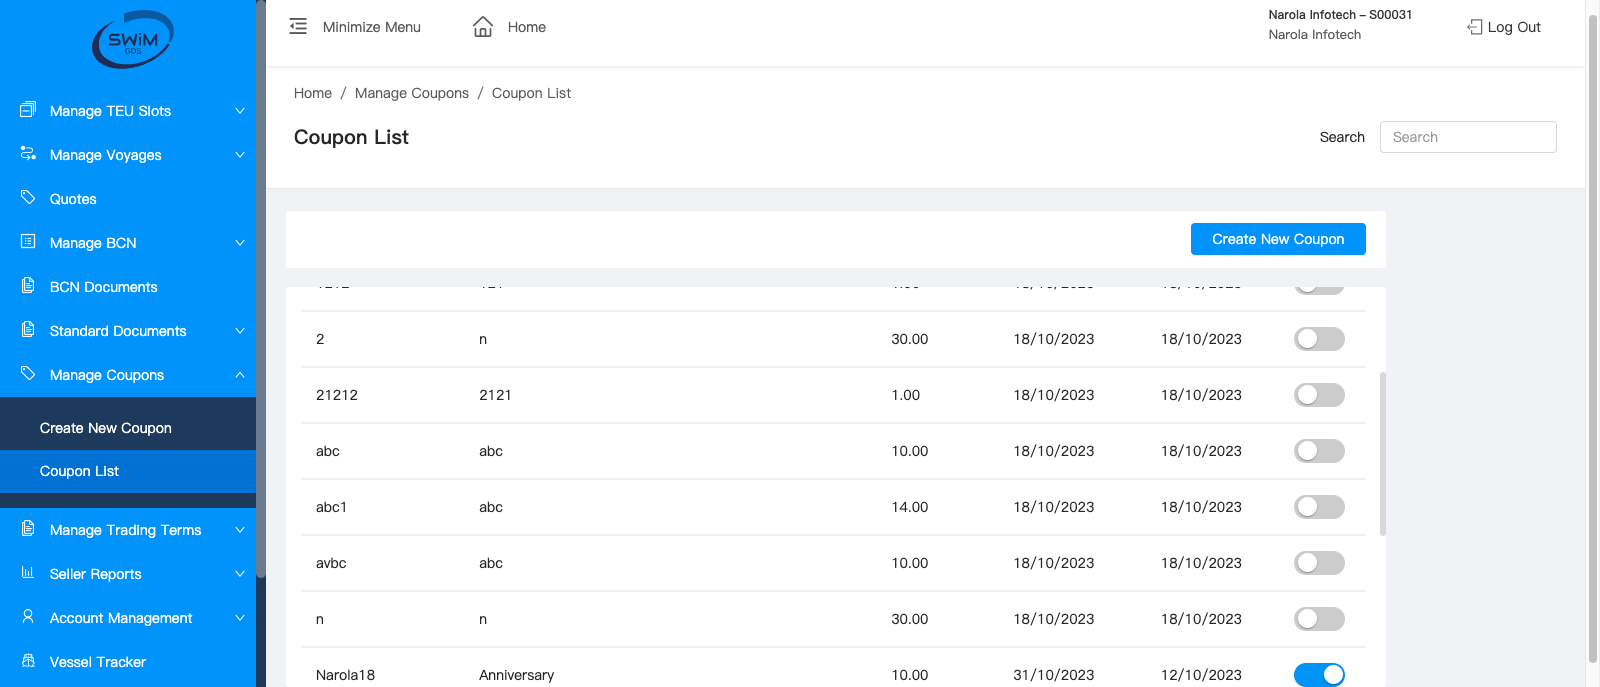 SWiM
GDS
Minimize Menu
Home
Narola Infotech – S00031
Narola Infotech
Log Out
Manage TEU Slots
Manage Voyages
Quotes
Manage BCN
BCN Documents
Standard Documents
Manage Coupons
Create New Coupon
Coupon List
Manage Trading Terms
Seller Reports
Account Management
Vessel Tracker
Home / Manage Coupons / Coupon List
Coupon List
Search
Search
Create New Coupon
2 n 30.00 18/10/2023 18/10/2023
21212 2121 1.00 18/10/2023 18/10/2023
abc abc 10.00 18/10/2023 18/10/2023
abc1 abc 14.00 18/10/2023 18/10/2023
avbc abc 10.00 18/10/2023 18/10/2023
n n 30.00 18/10/2023 18/10/2023
Narola18 Anniversary 10.00 31/10/2023 12/10/2023